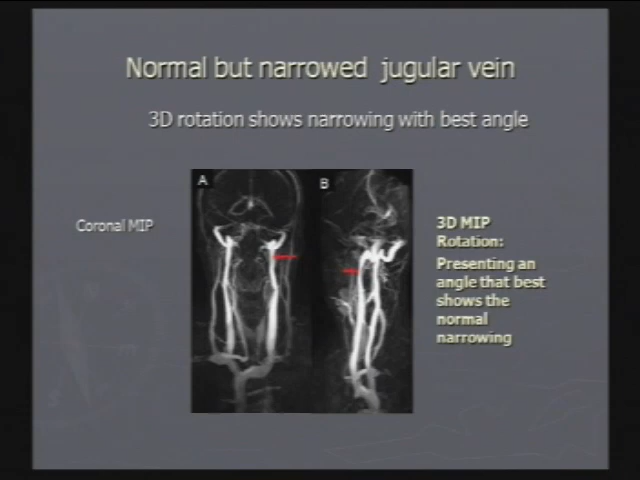 Normal but narrowed jugular vein
3D rotation shows narrowing with best angle
A
B
Coronal MIP
3D MIP
Rotation:
Presenting an
angle that best
shows the
normal
narrowing